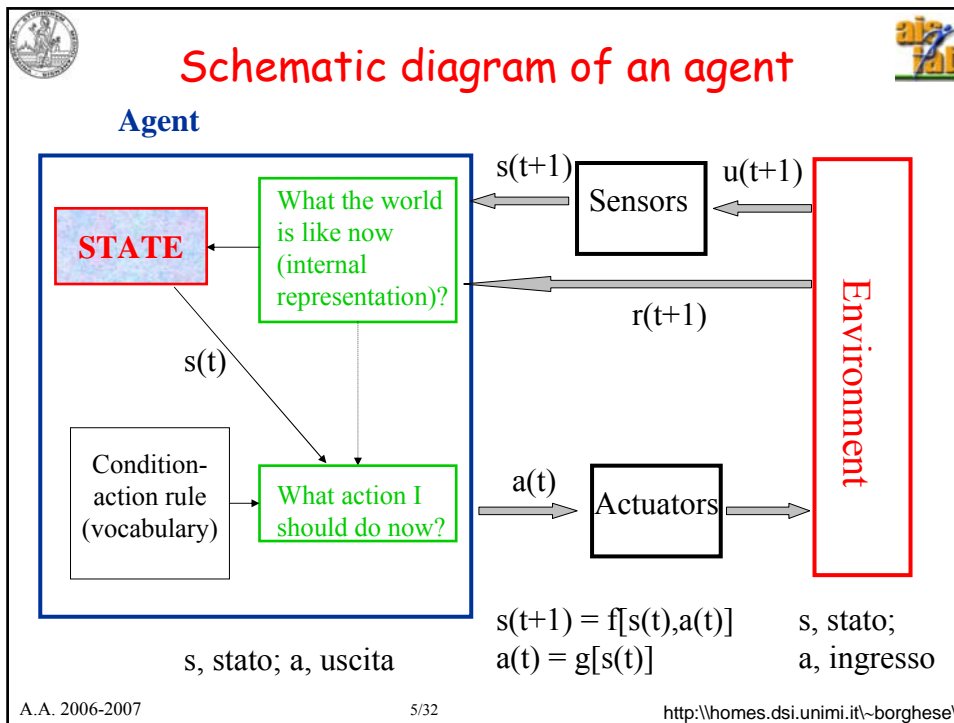 Schematic diagram of an agent
Agent
What the world
is like now
(internal
representation)?
STATE
s(t+1)
Sensors
u(t+1)
r(t+1)
Environment
s(t)
Condition-
action rule
(vocabulary)
What action I
should do now?
a(t)
Actuators
s(t+1) = f[s(t),a(t)]
a(t) = g[s(t)]
s, stato;
a, ingresso
s, stato; a, uscita
A.A. 2006-2007
5/32
http:\\homes.dsi.unimi.it\~borghese\